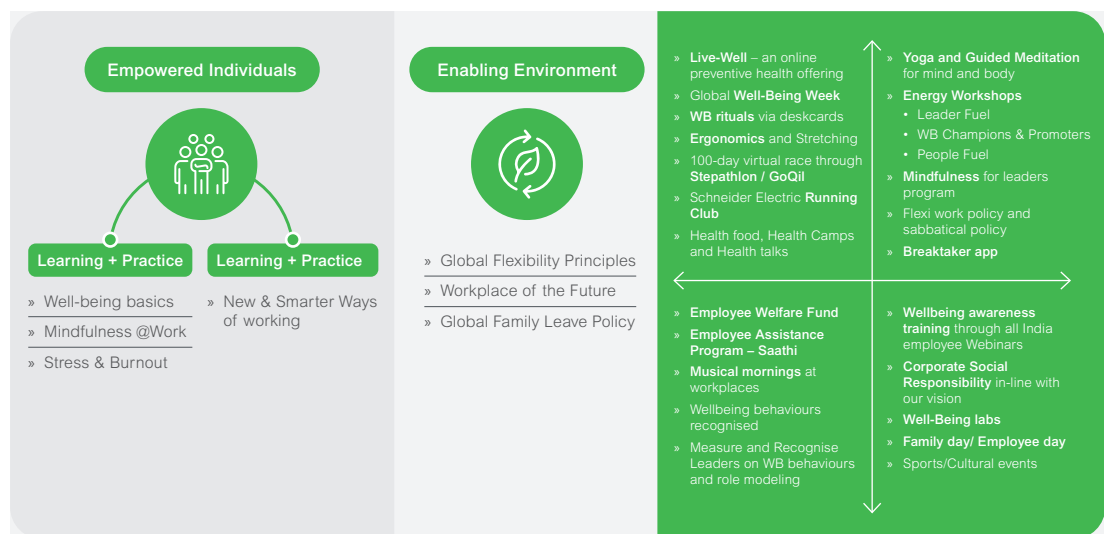 Empowered Individuals
Learning + Practice
» Well-being basics
» Mindfulness @Work
» Stress & Burnout
Learning + Practice
» New & Smarter Ways
of working
Enabling Environment
» Global Flexibility Principles
» Workplace of the Future
» Global Family Leave Policy
» Live-Well – an online
preventive health offering
» Global Well-Being Week
» WB rituals via deskcards
» Ergonomics and Stretching
» 100-day virtual race through
Stepathlon / GoQil
» Schneider Electric Running
Club
» Health food, Health Camps
and Health talks
» Yoga and Guided Meditation
for mind and body
» Energy Workshops
• Leader Fuel
• WB Champions & Promoters
• People Fuel
» Mindfulness for leaders
program
» Flexi work policy and
sabbatical policy
» Breaktaker app
» Employee Welfare Fund
» Employee Assistance
Program – Saathi
» Musical mornings at
workplaces
» Wellbeing behaviours
recognised
» Measure and Recognise
Leaders on WB behaviours
and role modeling
» Wellbeing awareness
training through all India
employee Webinars
» Corporate Social
Responsibility in-line with
our vision
» Well-Being labs
» Family day/ Employee day
» Sports/Cultural events